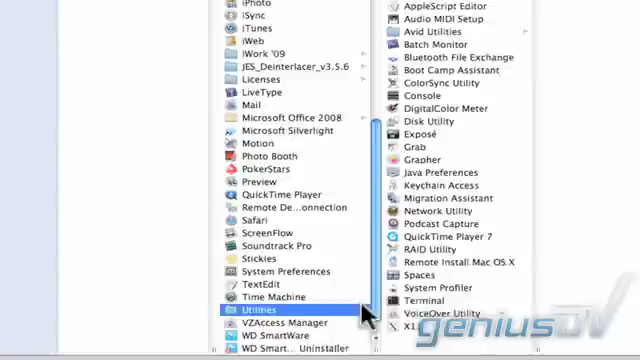 iPhoto
iSync
iTunes
iWeb
iWork '09
JES_Deinterlacer_v3.5.6
Licenses
LiveType
Mail
Microsoft Office 2008
Microsoft Silverlight
Motion
Photo Booth
PokerStars
Preview
QuickTime Player
Remote De...onnection
Safari
ScreenFlow
Soundtrack Pro
Stickies
System Preferences
TextEdit
Time Machine
Utilities
VZAccess Manager
WD SmartWare
WD Smart... Uninstaller
AppleScript Editor
Audio MIDI Setup
Avid Utilities
Batch Monitor
Bluetooth File Exchange
Boot Camp Assistant
ColorSync Utility
Console
DigitalColor Meter
Disk Utility
Exposé
Grab
Grapher
Java Preferences
Keychain Access
Migration Assistant
Network Utility
Podcast Capture
QuickTime Player 7
RAID Utility
Remote Install Mac OS X
Spaces
System Profiler
Terminal
VoiceOver Utility
geniusDV